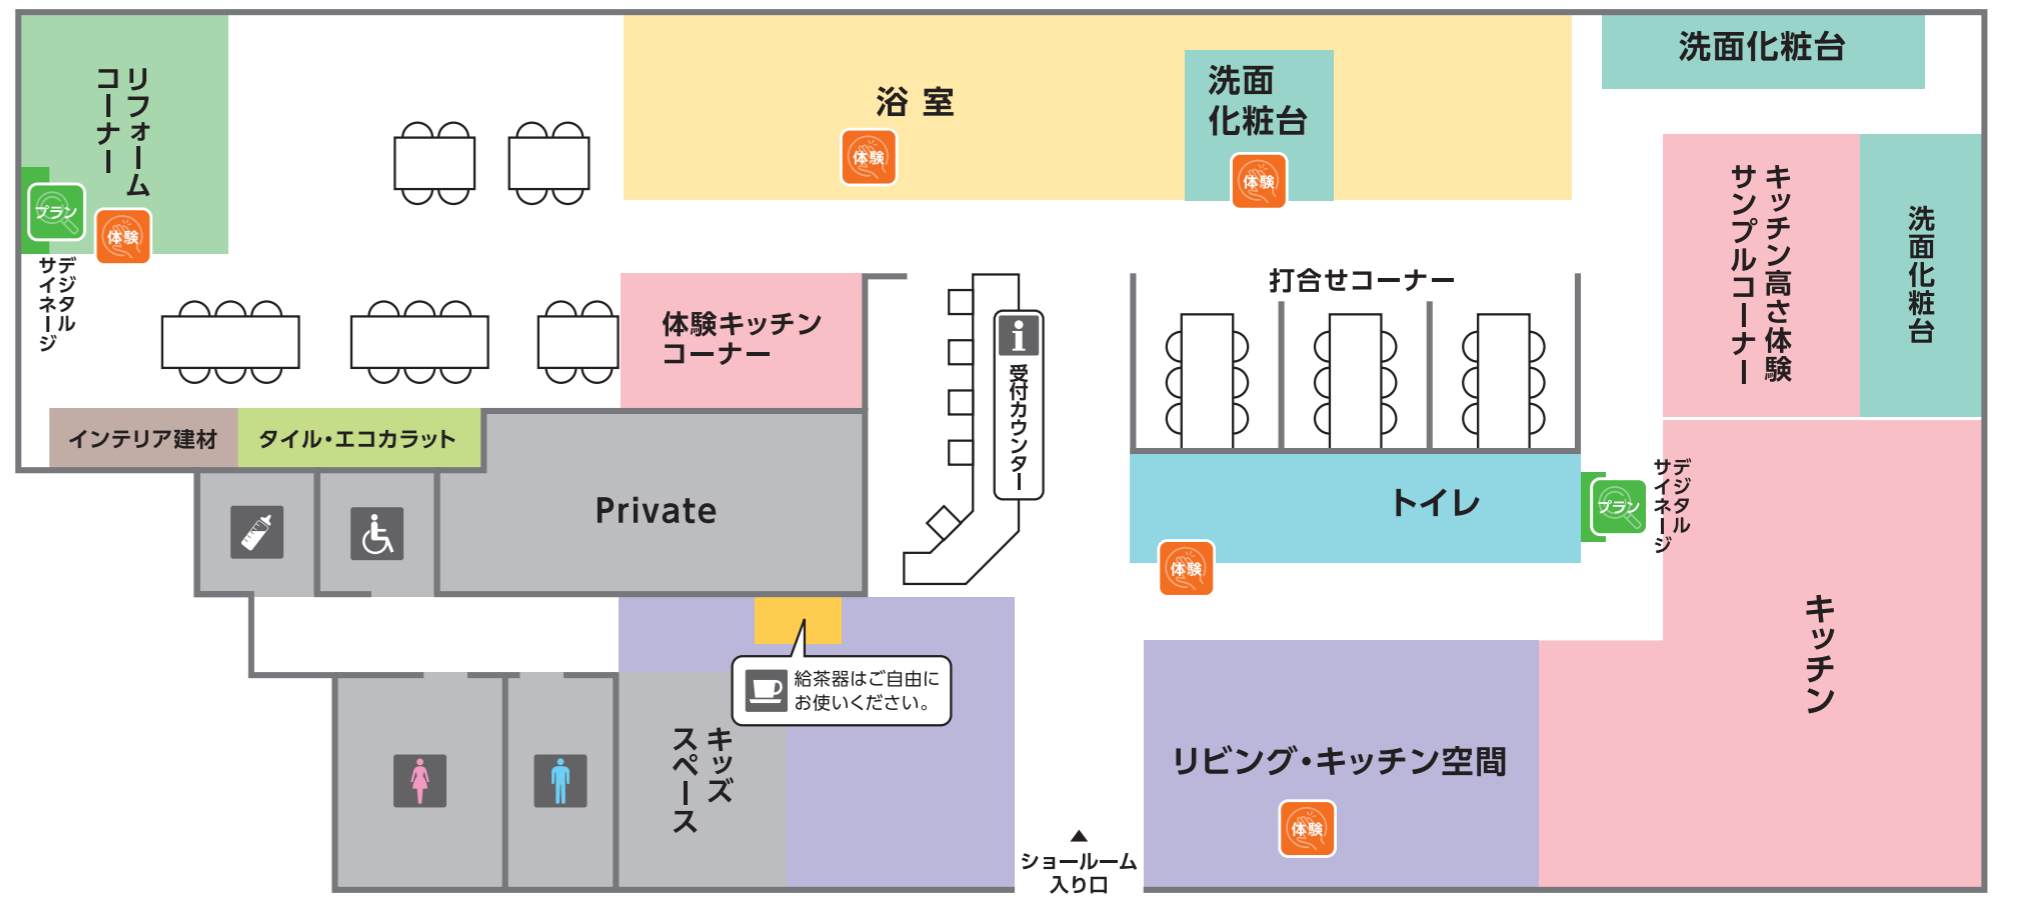 リフォーム
コーナー
プラン
体験
デジタル
サイネージ
浴室
体験
洗面
化粧台
体験
洗面化粧台
キッチン高さ体験
サンプルコーナー
洗面化粧台
体験キッチン
コーナー
受付カウンター
打合せコーナー
インテリア建材
タイル・エコカラット
Private
トイレ
体験
プラン
デジタル
サイネージ
キッチン
給茶器はご自由に
お使いください。
キッズ
スペース
リビング・キッチン空間
体験
ショールーム
入り口